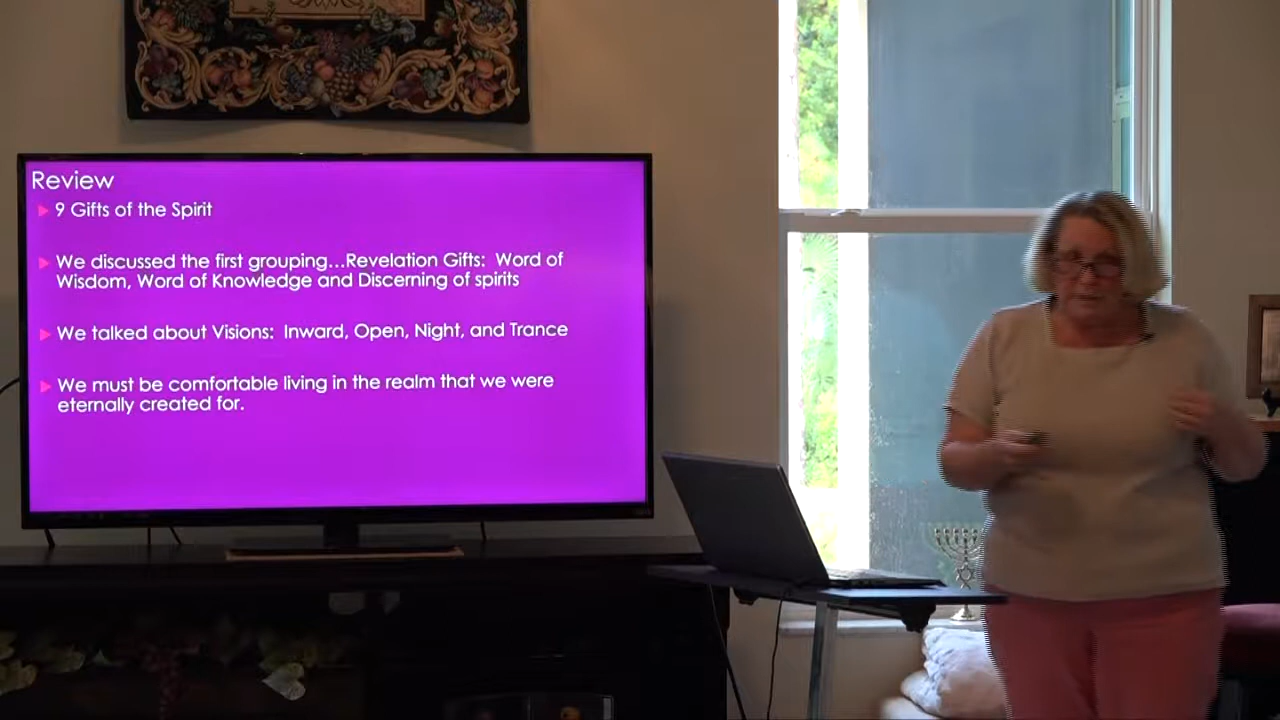 Review
9 Gifts of the Spirit
We discussed the first grouping...Revelation Gifts:  Word of
Wisdom, Word of Knowledge and Discerning of spirits
We talked about Visions:  Inward, Open, Night, and Trance
We must be comfortable living in the realm that we were
eternally created for.